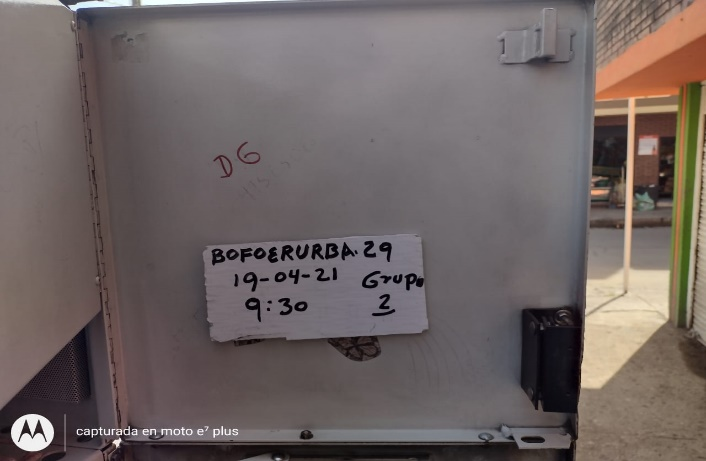 D6
BOFOERURBA.29
19-04-21 Grupo
9:30 2
capturada en moto e⁷ plus